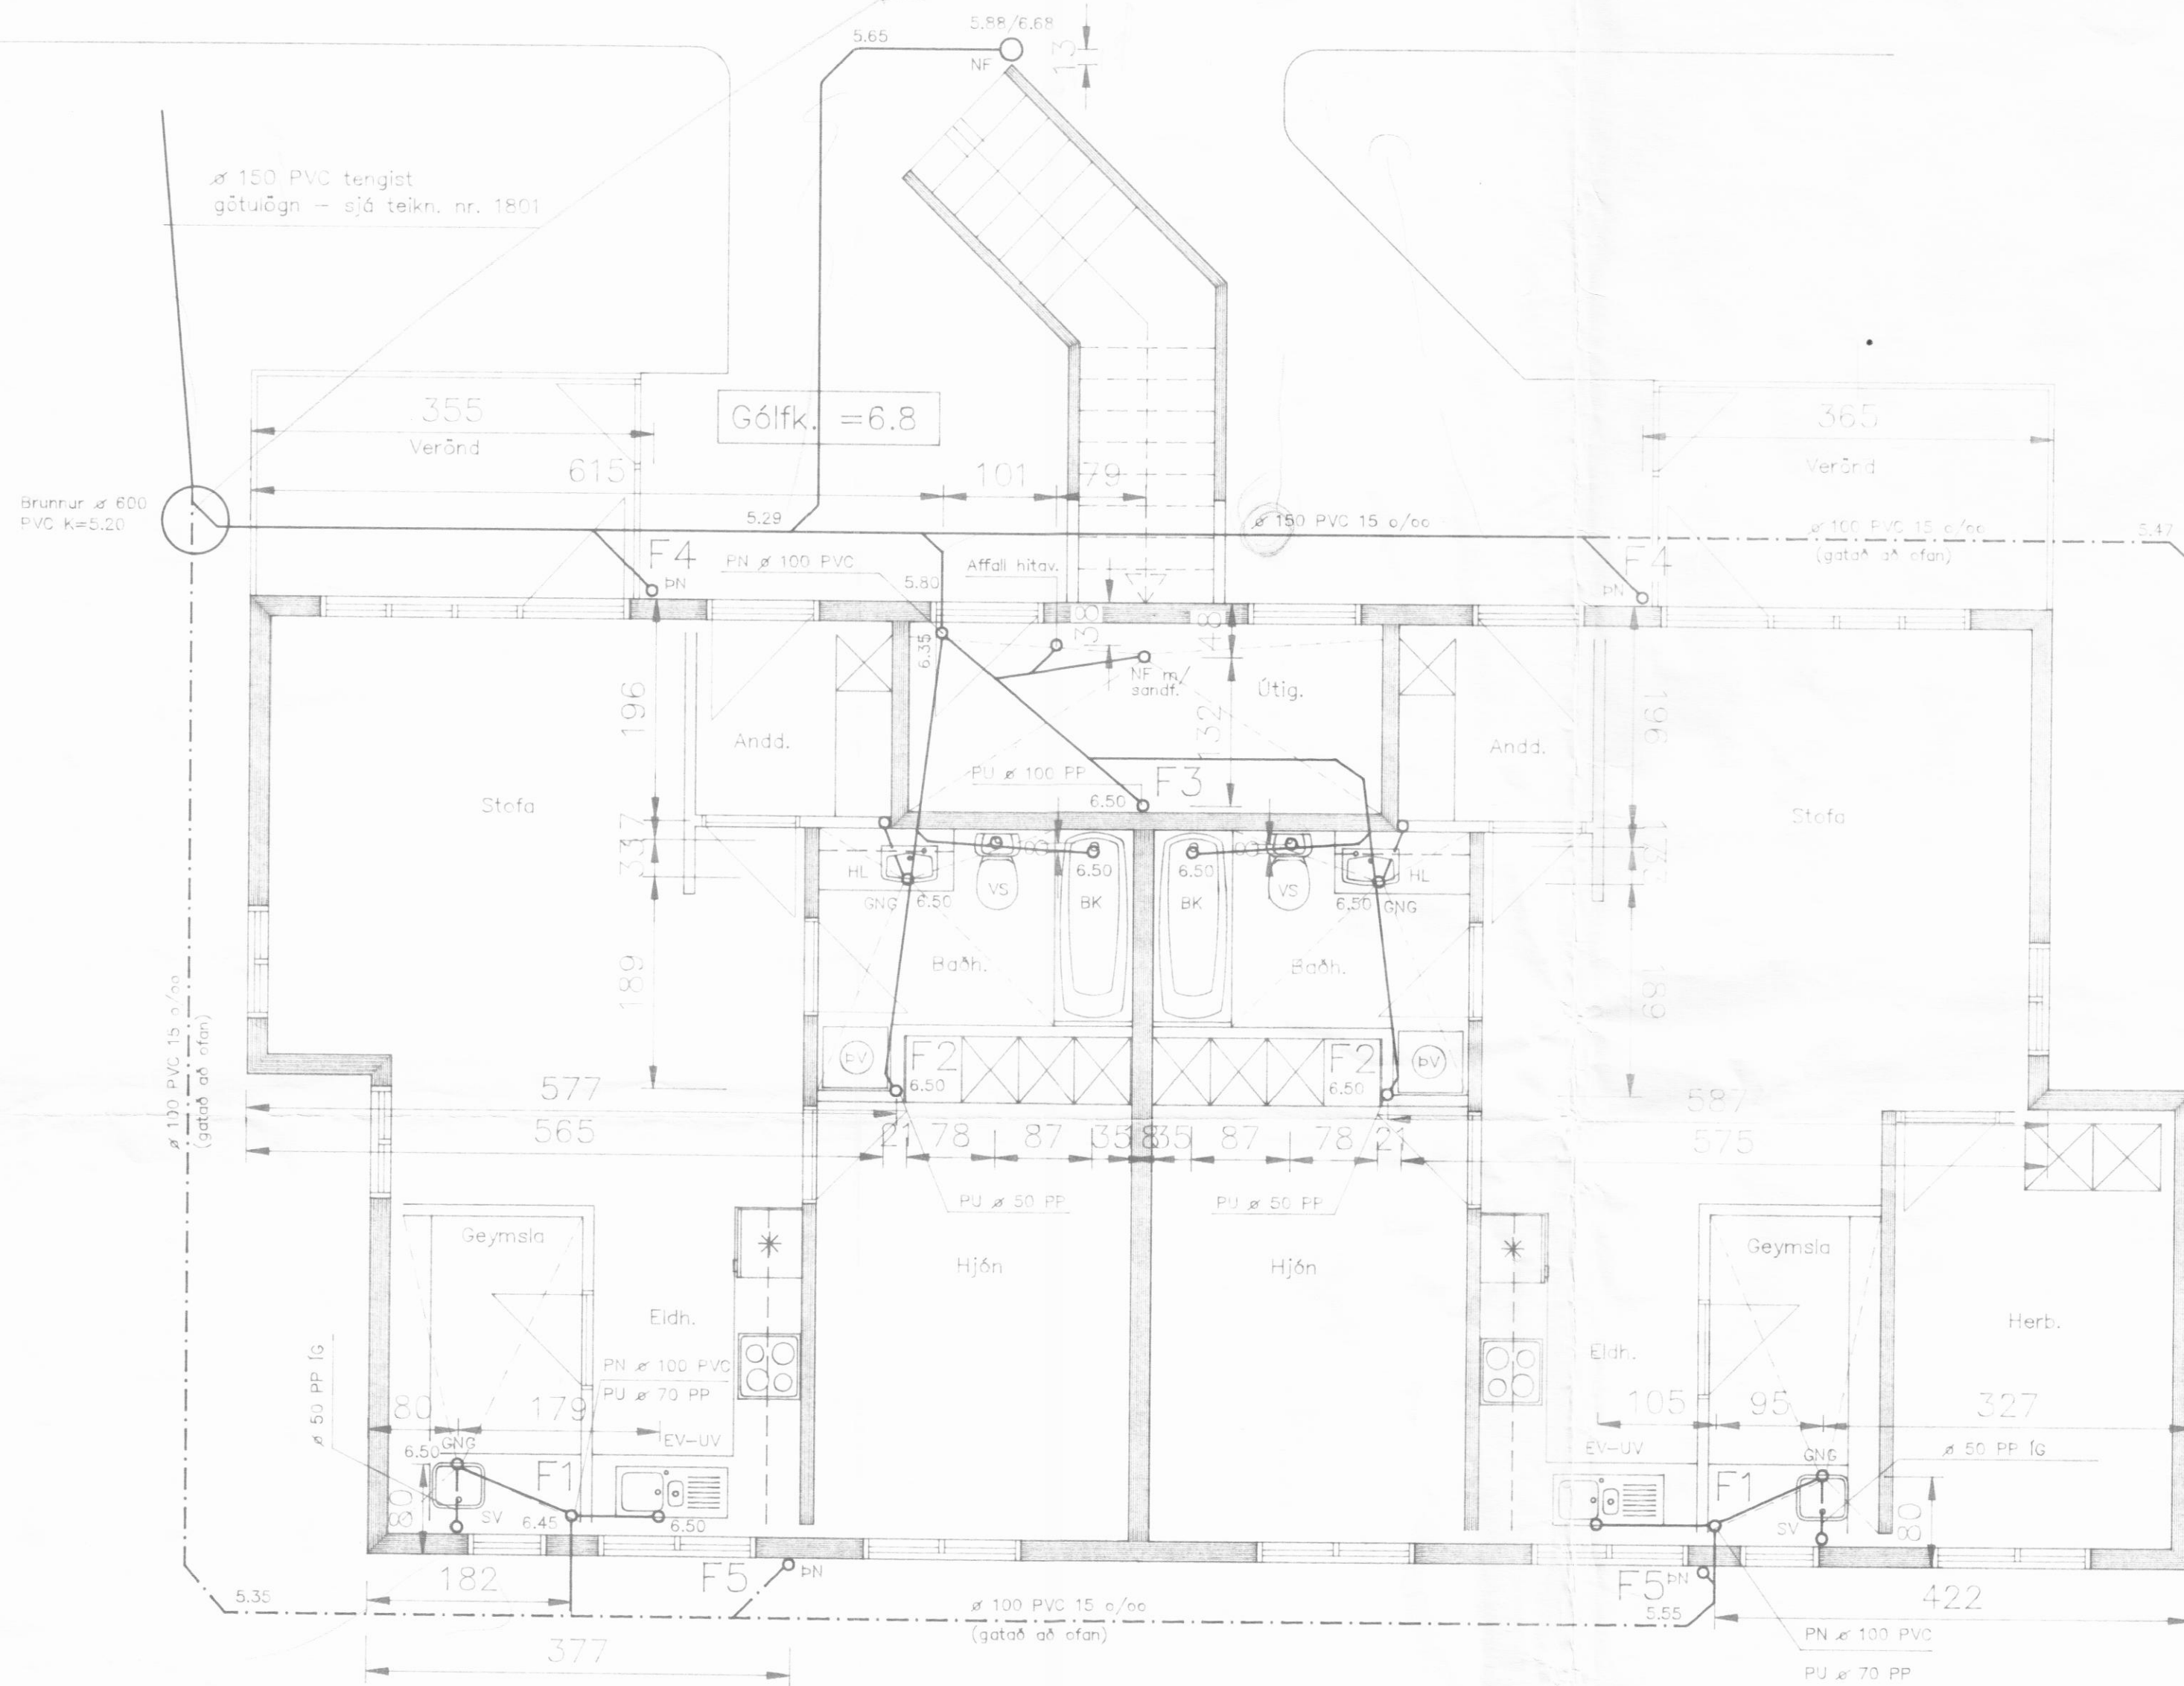 5.88/6.68
5.65
NF
13
ø 150 PVC tengist
götulögn – sjá teikn. nr. 1801
355
Verönd
Gólfk. =6.8
365
Verönd
615
101
79
Brunnur ø 600
PVC K=5.20
5.29
ø 150 PVC 15 o/oo
ø 100 PVC 15 o/oo
(gatað að ofan)
5.47
F4
ÞN
PN ø 100 PVC
5.80
Affall hitav.
F4
ÞN
6.35
38
48
NF m/
sandf.
Útig.
196
196
132
Andd.
Andd.
PU ø 100 PP
F3
6.50
Stofa
Stofa
17
33
HL
GNG
6.50
VS
8
6.50
BK
6.50
BK
8
VS
HL
6.50
GNG
17
Baðh.
Baðh.
189
189
ø 100 PVC 15 o/oo
(gatað að ofan)
ÞV
F2
6.50
F2
6.50
ÞV
577
587
565
21
78
87
35
8
35
87
78
21
575
PU ø 50 PP
PU ø 50 PP
Geymsla
Geymsla
Hjón
Hjón
Eldh.
Eldh.
Herb.
ø 50 PP ÍG
PN ø 100 PVC
PU ø 70 PP
80
179
105
95
327
6.50
GNG
EV–UV
EV–UV
GNG
ø 50 PP ÍG
F1
F1
80
SV
6.45
6.50
SV
80
182
F5
ÞN
F5
ÞN
422
5.35
ø 100 PVC 15 o/oo
(gatað að ofan)
5.55
PN ø 100 PVC
PU ø 70 PP
377